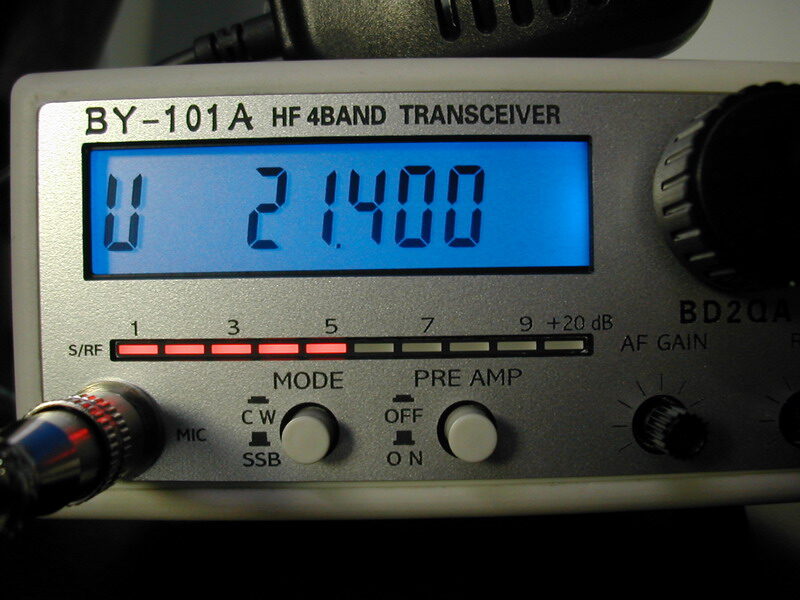 BY-101A HF 4BAND TRANSCEIVER
U 21.400
1 3 5 7 9 +20 dB
S/RF
BD2QA
AF GAIN
MODE
PRE AMP
CW
OFF
MIC
SSB
ON